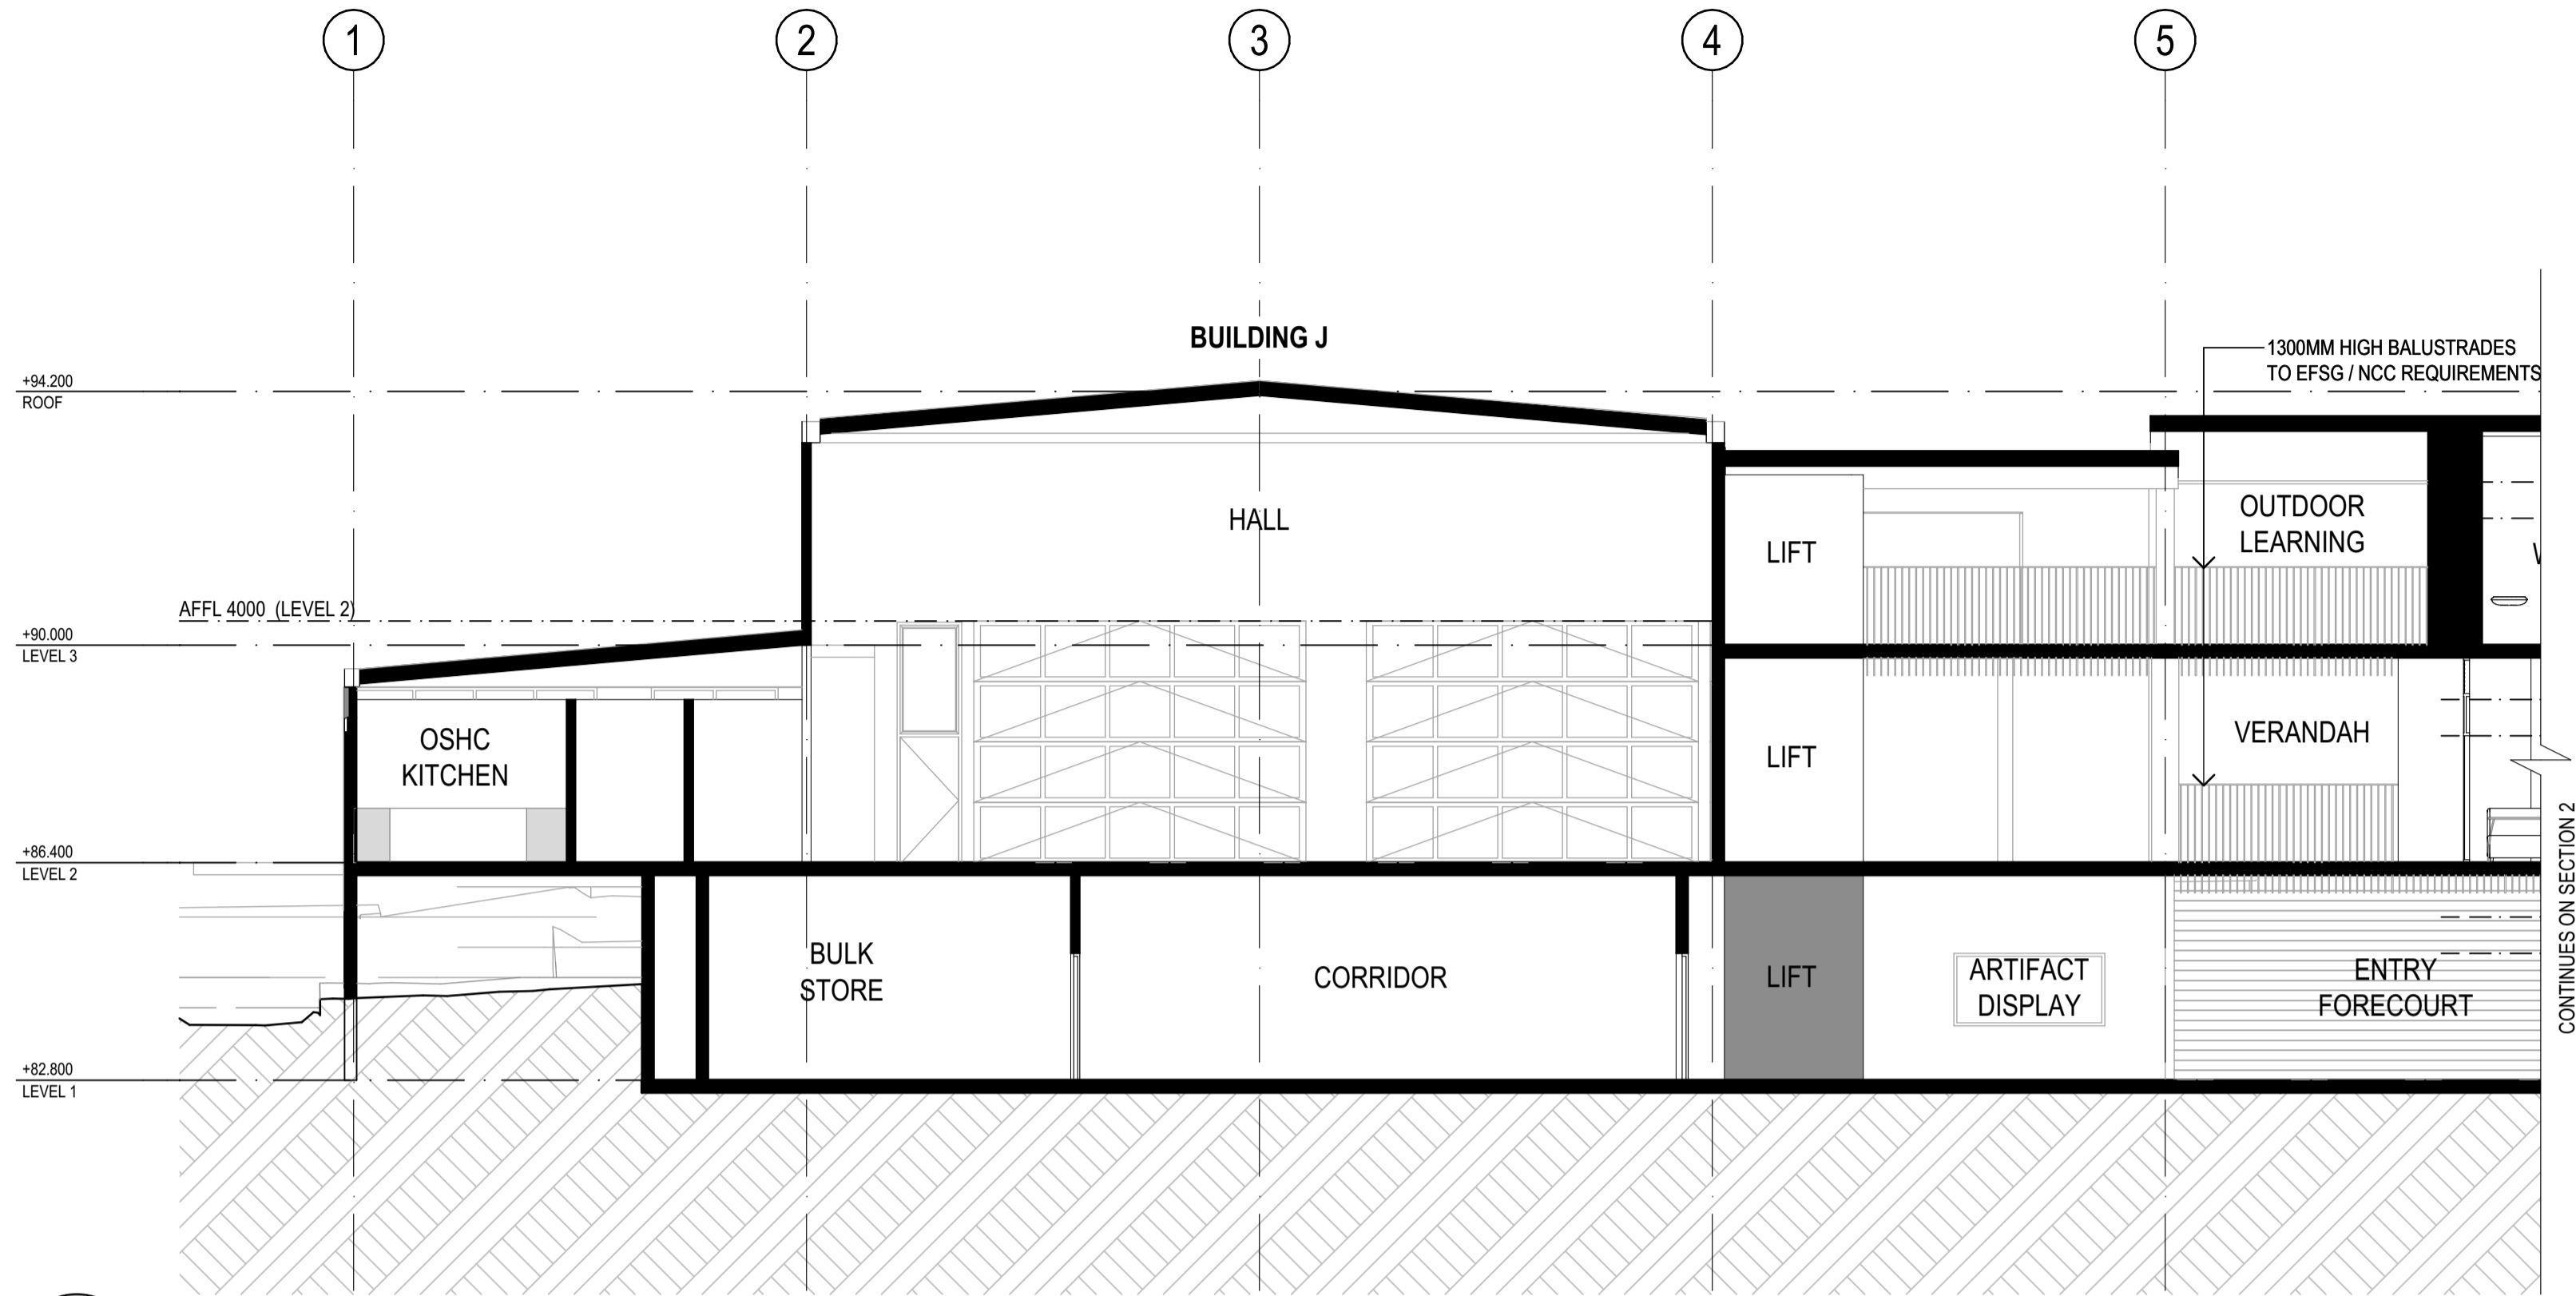 1
2
3
4
5
BUILDING J
1300MM HIGH BALUSTRADES
TO EFSG / NCC REQUIREMENTS
+94.200
ROOF
HALL
OUTDOOR
LEARNING
LIFT
AFFL 4000 (LEVEL 2)
+90.000
LEVEL 3
OSHC
KITCHEN
LIFT
VERANDAH
+86.400
LEVEL 2
BULK
STORE
CORRIDOR
LIFT
ARTIFACT
DISPLAY
ENTRY
FORECOURT
CONTINUES ON SECTION 2
+82.800
LEVEL 1